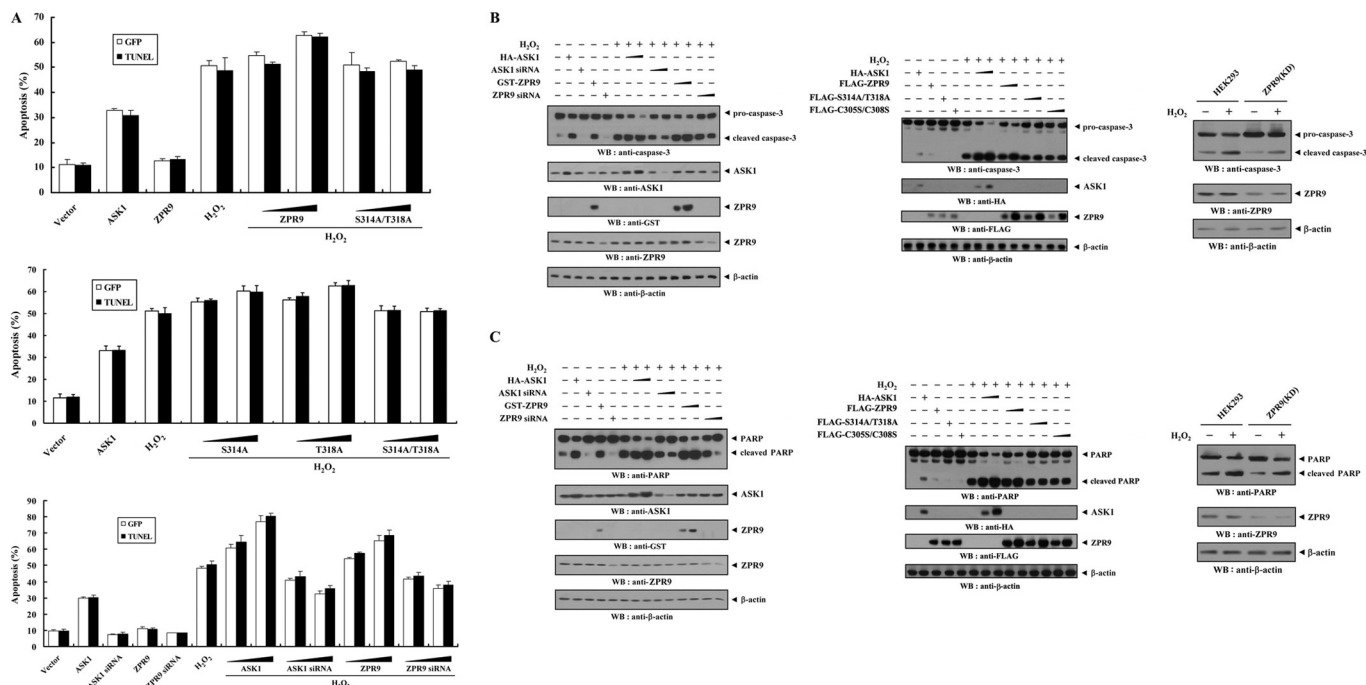 A
GFP
TUNEL
Apoptosis (%)
70
60
50
40
30
20
10
0
Vector
ASK1
ZPR9
H2O2
ZPR9
S314A/T318A
H2O2
GFP
TUNEL
Apoptosis (%)
70
60
50
40
30
20
10
0
Vector
ASK1
H2O2
S314A
T318A
S314A/T318A
H2O2
GFP
TUNEL
Apoptosis (%)
90
80
70
60
50
40
30
20
10
0
Vector
ASK1
ASK1 siRNA
ZPR9
ZPR9 siRNA
H2O2
ASK1
ASK1 siRNA
ZPR9
ZPR9 siRNA
H2O2
B
H2O2
HA-ASK1
ASK1 siRNA
GST-ZPR9
ZPR9 siRNA
pro-caspase-3
cleaved caspase-3
WB : anti-caspase-3
ASK1
WB : anti-ASK1
ZPR9
WB : anti-GST
ZPR9
WB : anti-ZPR9
β-actin
WB : anti-β-actin
H2O2
HA-ASK1
FLAG-ZPR9
FLAG-S314A/T318A
FLAG-C305S/C308S
pro-caspase-3
cleaved caspase-3
WB : anti-caspase-3
ASK1
WB : anti-HA
ZPR9
WB : anti-FLAG
β-actin
WB : anti-β-actin
HEK293
ZPR9(KD)
H2O2 – + – +
pro-caspase-3
cleaved caspase-3
WB : anti-caspase-3
ZPR9
WB : anti-ZPR9
β-actin
WB : anti-β-actin
C
H2O2
HA-ASK1
ASK1 siRNA
GST-ZPR9
ZPR9 siRNA
PARP
cleaved PARP
WB : anti-PARP
ASK1
WB : anti-ASK1
ZPR9
WB : anti-GST
ZPR9
WB : anti-ZPR9
β-actin
WB : anti-β-actin
H2O2
HA-ASK1
FLAG-ZPR9
FLAG-S314A/T318A
FLAG-C305S/C308S
PARP
cleaved PARP
WB : anti-PARP
ASK1
WB : anti-HA
ZPR9
WB : anti-FLAG
β-actin
WB : anti-β-actin
HEK293
ZPR9(KD)
H2O2 – + – +
PARP
cleaved PARP
WB : anti-PARP
ZPR9
WB : anti-ZPR9
β-actin
WB : anti-β-actin